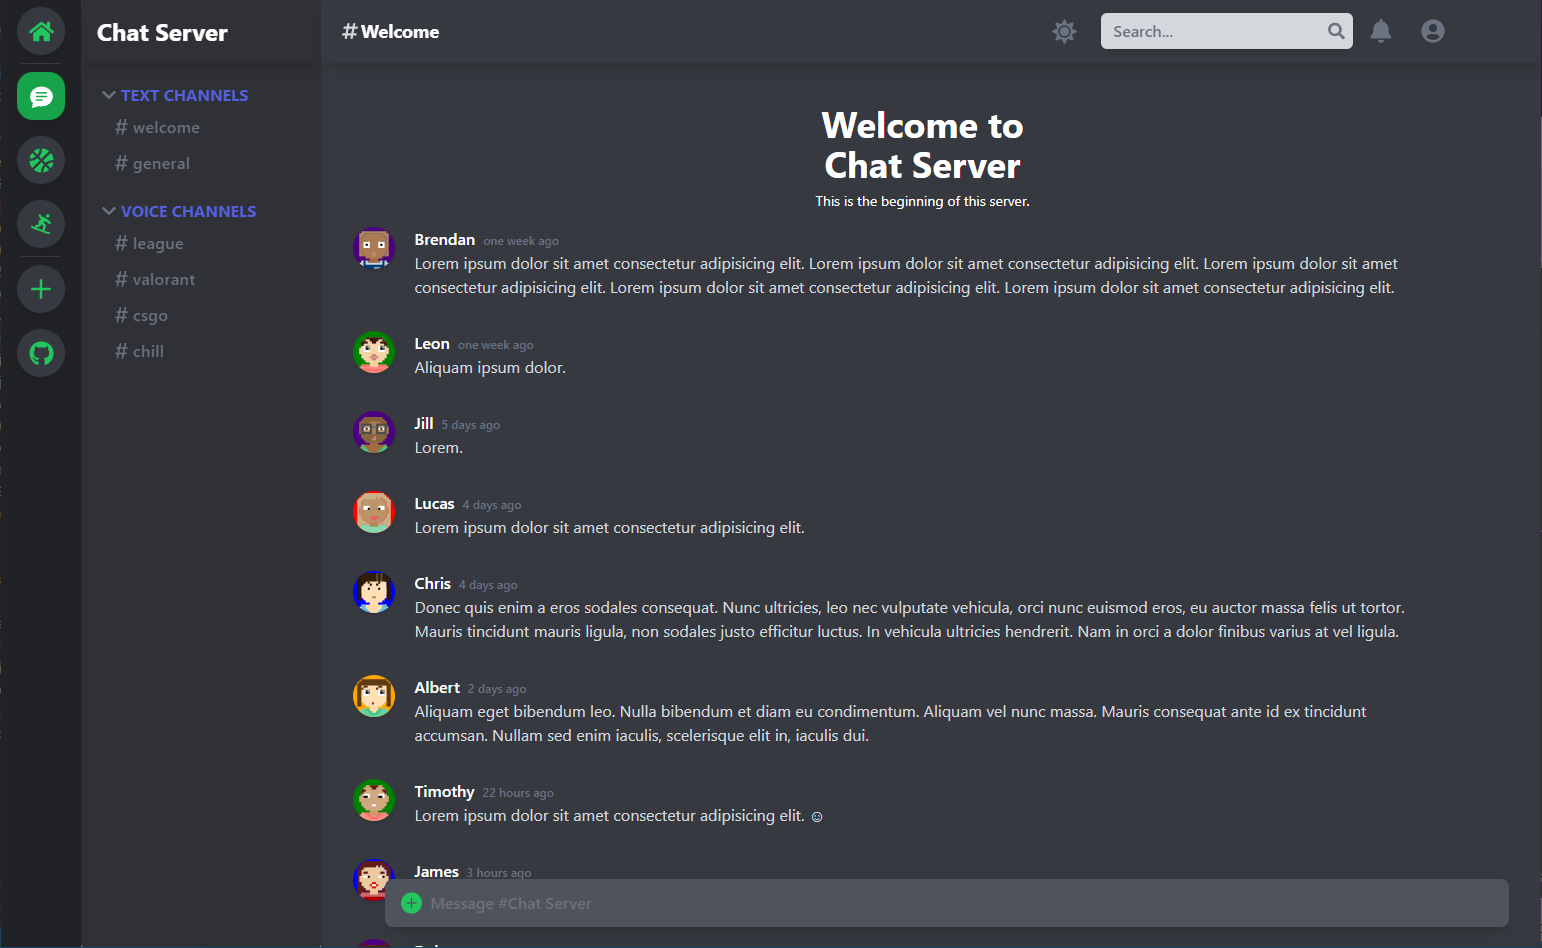 Chat Server
# Welcome
Search...
TEXT CHANNELS
# welcome
# general
VOICE CHANNELS
# league
# valorant
# csgo
# chill
Welcome to
Chat Server
This is the beginning of this server.
Brendan one week ago
Lorem ipsum dolor sit amet consectetur adipisicing elit. Lorem ipsum dolor sit amet consectetur adipisicing elit. Lorem ipsum dolor sit amet
consectetur adipisicing elit. Lorem ipsum dolor sit amet consectetur adipisicing elit. Lorem ipsum dolor sit amet consectetur adipisicing elit.
Leon one week ago
Aliquam ipsum dolor.
Jill 5 days ago
Lorem.
Lucas 4 days ago
Lorem ipsum dolor sit amet consectetur adipisicing elit.
Chris 4 days ago
Donec quis enim a eros sodales consequat. Nunc ultricies, leo nec vulputate vehicula, orci nunc euismod eros, eu auctor massa felis ut tortor.
Mauris tincidunt mauris ligula, non sodales justo efficitur luctus. In vehicula ultricies hendrerit. Nam in orci a dolor finibus varius at vel ligula.
Albert 2 days ago
Aliquam eget bibendum leo. Nulla bibendum et diam eu condimentum. Aliquam vel nunc massa. Mauris consequat ante id ex tincidunt
accumsan. Nullam sed enim iaculis, scelerisque elit in, iaculis dui.
Timothy 22 hours ago
Lorem ipsum dolor sit amet consectetur adipisicing elit. ☺
James 3 hours ago
Message #Chat Server